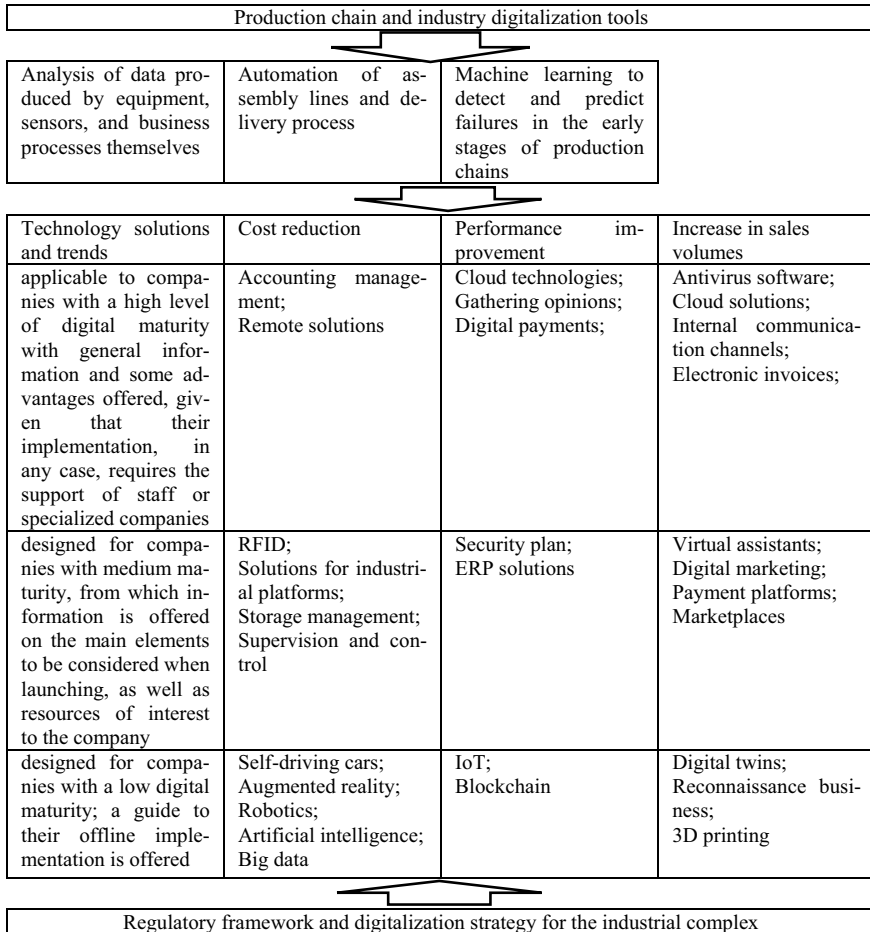 Production chain and industry digitalization tools
Analysis of data pro-
duced by equipment,
sensors, and business
processes themselves
Automation of as-
sembly lines and de-
livery process
Machine learning to
detect and predict
failures in the early
stages of production
chains
Technology solutions
and trends
Cost reduction
Performance im-
provement
Increase in sales
volumes
applicable to compa-
nies with a high level
of digital maturity
with general infor-
mation and some ad-
vantages offered, giv-
en that their
implementation, in
any case, requires the
support of staff or
specialized companies
Accounting manage-
ment;
Remote solutions
Cloud technologies;
Gathering opinions;
Digital payments;
Antivirus software;
Cloud solutions;
Internal communica-
tion channels;
Electronic invoices;
designed for compa-
nies with medium ma-
turity, from which in-
formation is offered
on the main elements
to be considered when
launching, as well as
resources of interest
to the company
RFID;
Solutions for industri-
al platforms;
Storage management;
Supervision and con-
trol
Security plan;
ERP solutions
Virtual assistants;
Digital marketing;
Payment platforms;
Marketplaces
designed for compa-
nies with a low digital
maturity; a guide to
their offline imple-
mentation is offered
Self-driving cars;
Augmented reality;
Robotics;
Artificial intelligence;
Big data
IoT;
Blockchain
Digital twins;
Reconnaissance busi-
ness;
3D printing
Regulatory framework and digitalization strategy for the industrial complex